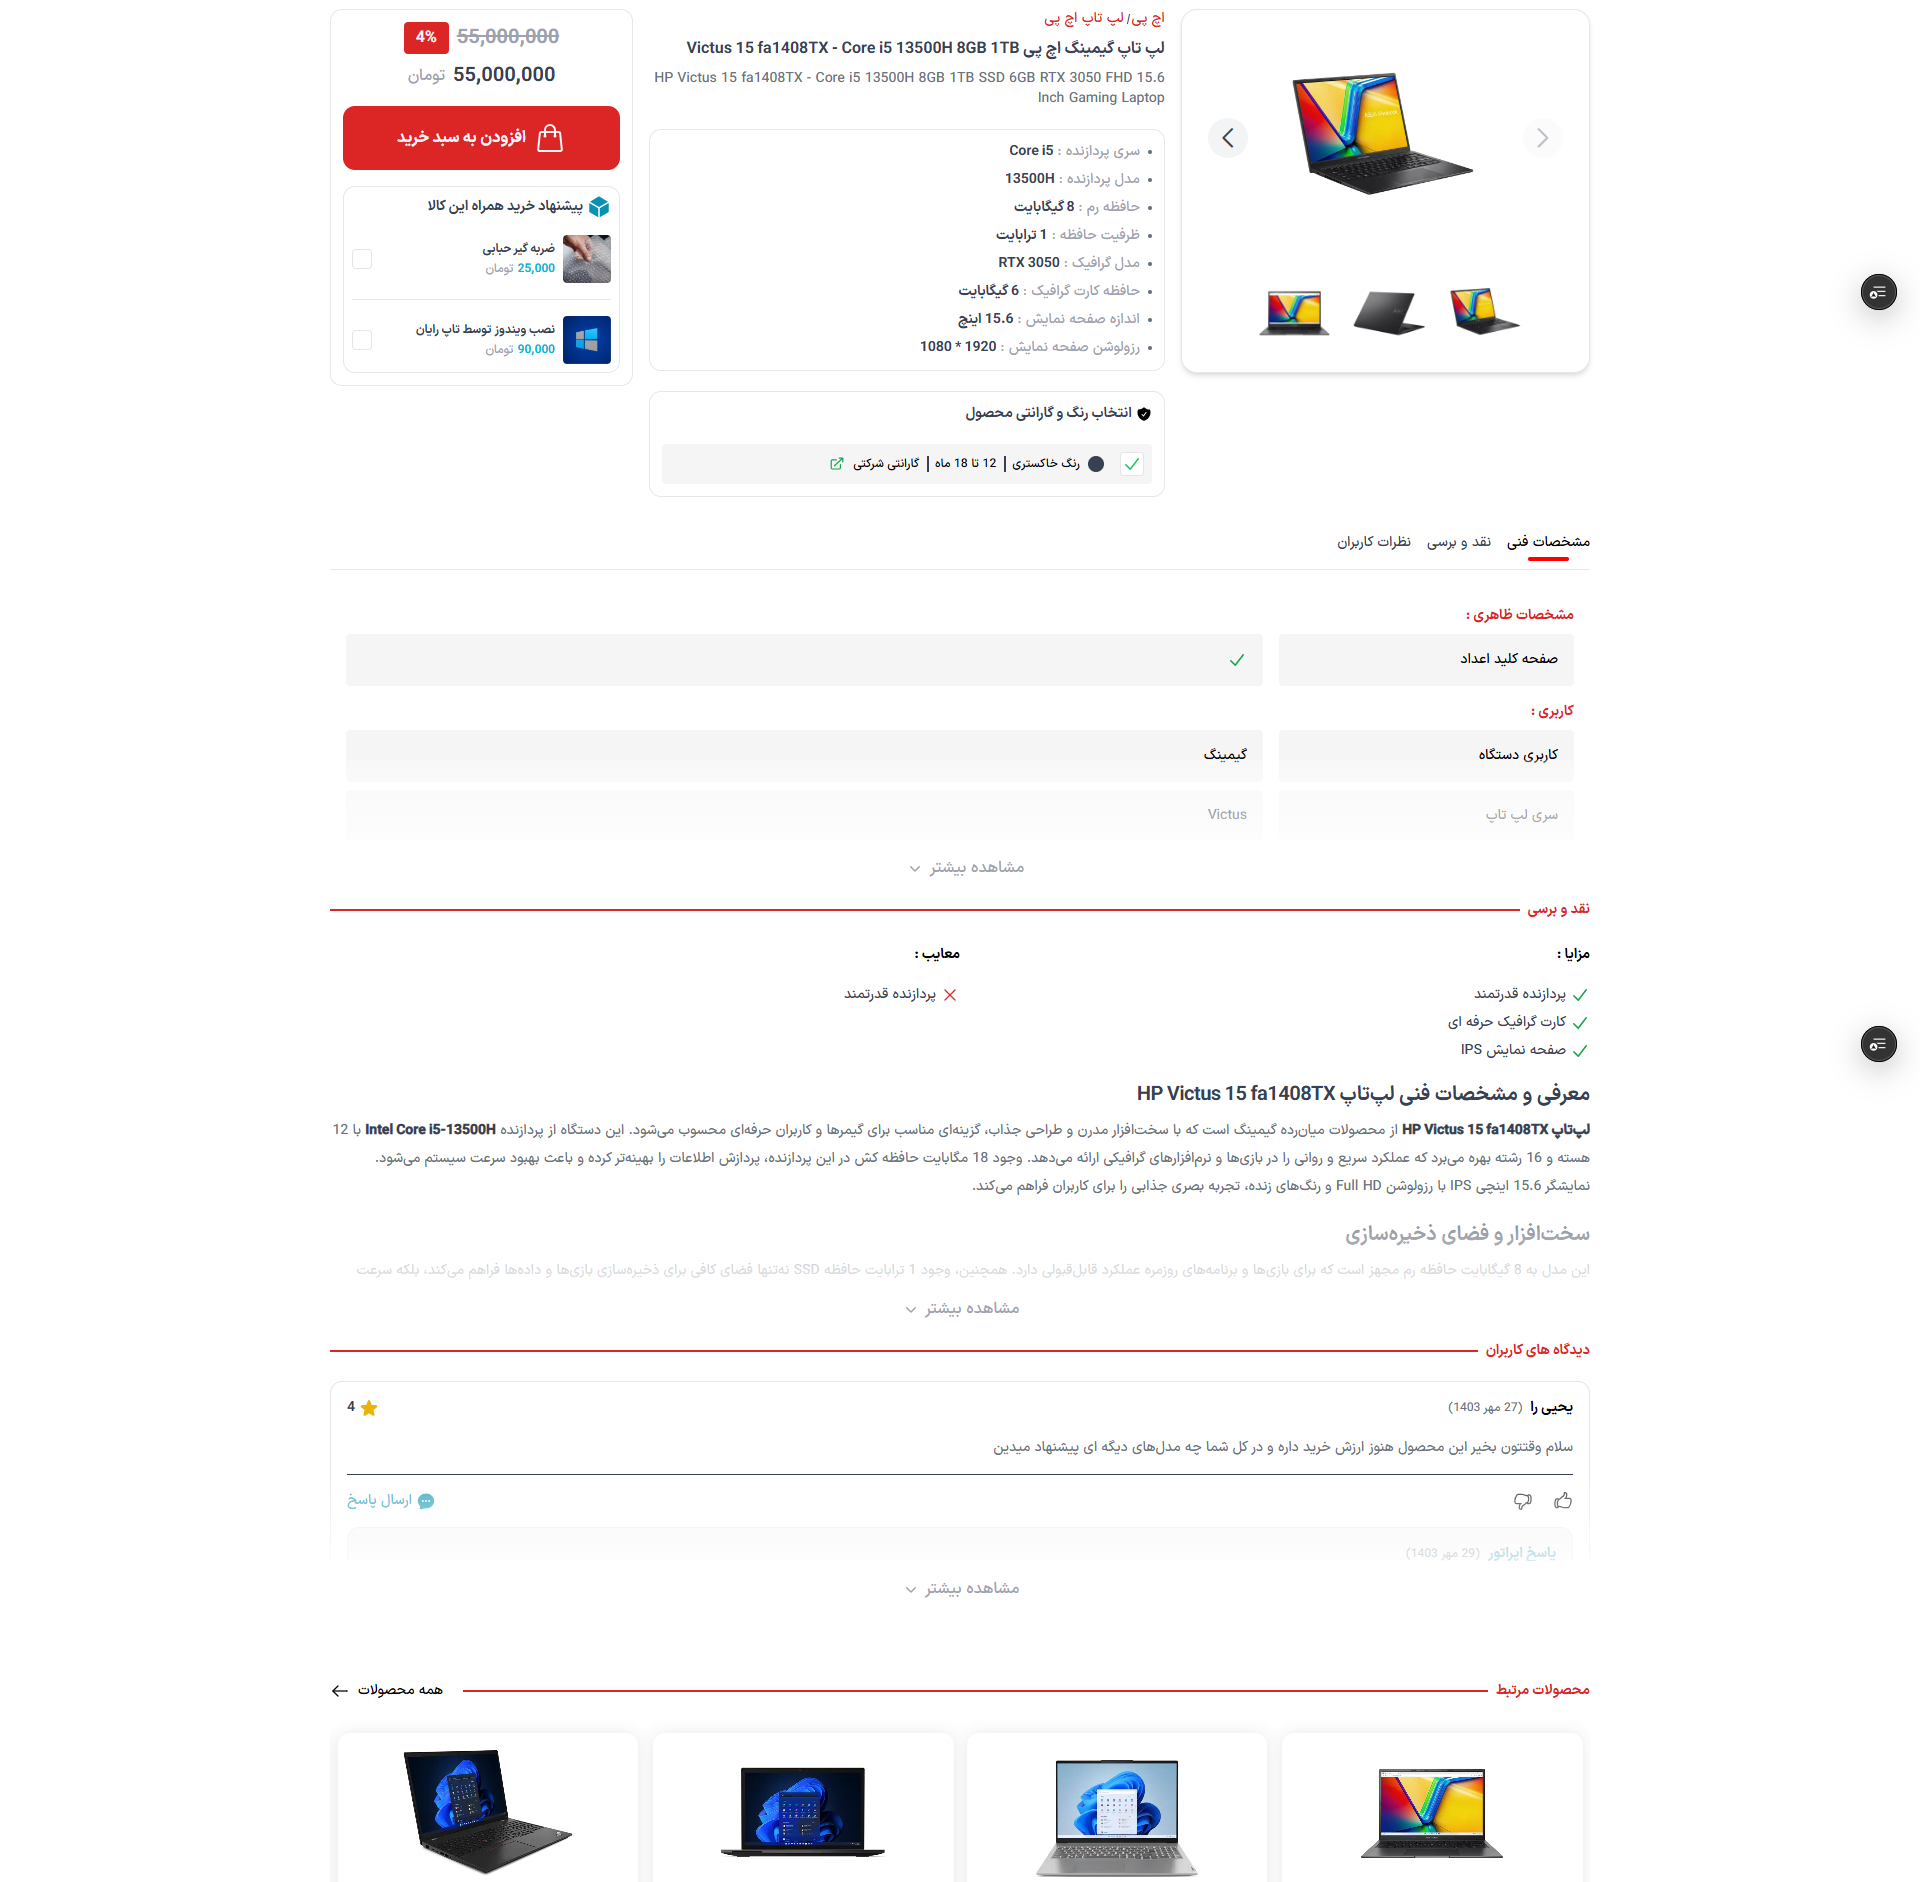 اچ پی/ لپ تاپ اچ پی
لپ تاپ گیمینگ اچ پی Victus 15 fa1408TX - Core i5 13500H 8GB 1TB
HP Victus 15 fa1408TX - Core i5 13500H 8GB 1TB SSD 6GB RTX 3050 FHD 15.6
Inch Gaming Laptop
سری پردازنده : Core i5
مدل پردازنده : 13500H
حافظه رم : 8 گیگابایت
ظرفیت حافظه : 1 ترابایت
مدل گرافیک : RTX 3050
حافظه کارت گرافیک : 6 گیگابایت
اندازه صفحه نمایش : 15.6 اینچ
رزولوشن صفحه نمایش : 1920 * 1080
انتخاب رنگ و گارانتی محصول
رنگ خاکستری | 12 تا 18 ماه | گارانتی شرکتی
55,000,000 4%
55,000,000 تومان
افزودن به سبد خرید
پیشنهاد خرید همراه این کالا
ضربه گیر حبابی
25,000 تومان
نصب ویندوز توسط تاپ رایان
90,000 تومان
مشخصات فنی
نقد و برسی
نظرات کاربران
مشخصات ظاهری :
صفحه کلید اعداد
کاربری :
کاربری دستگاه
گیمینگ
سری لپ تاپ
Victus
مشاهده بیشتر
نقد و برسی
مزایا :
پردازنده قدرتمند
کارت گرافیک حرفه ای
صفحه نمایش IPS
معایب :
پردازنده قدرتمند
معرفی و مشخصات فنی لپ‌تاپ HP Victus 15 fa1408TX
لپ‌تاپ HP Victus 15 fa1408TX از محصولات میان‌رده گیمینگ است که با سخت‌افزار مدرن و طراحی جذاب، گزینه‌ای مناسب برای گیمرها و کاربران حرفه‌ای محسوب می‌شود. این دستگاه از پردازنده Intel Core i5-13500H با 12
هسته و 16 رشته بهره می‌برد که عملکرد سریع و روانی را در بازی‌ها و نرم‌افزارهای گرافیکی ارائه می‌دهد. وجود 18 مگابایت حافظه کش در این پردازنده، پردازش اطلاعات را بهینه‌تر کرده و باعث بهبود سرعت سیستم می‌شود.
نمایشگر 15.6 اینچی IPS با رزولوشن Full HD و رنگ‌های زنده، تجربه بصری جذابی را برای کاربران فراهم می‌کند.
سخت‌افزار و فضای ذخیره‌سازی
این مدل به 8 گیگابایت حافظه رم مجهز است که برای بازی‌ها و برنامه‌های روزمره عملکرد قابل‌قبولی دارد. همچنین، وجود 1 ترابایت حافظه SSD نه‌تنها فضای کافی برای ذخیره‌سازی بازی‌ها و داده‌ها فراهم می‌کند، بلکه سرعت
مشاهده بیشتر
دیدگاه های کاربران
یحیی را (27 مهر 1403)
4
سلام وقتتون بخیر این محصول هنوز ارزش خرید داره و در کل شما چه مدل‌های دیگه ای پیشنهاد میدین
ارسال پاسخ
پاسخ اپراتور (29 مهر 1403)
مشاهده بیشتر
محصولات مرتبط
همه محصولات